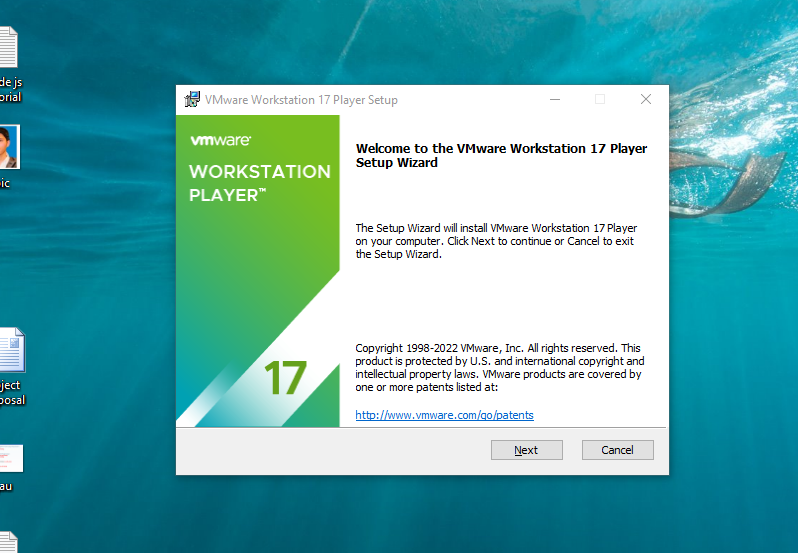 de js
orial
ic
ject
posal
au
VMware Workstation 17 Player Setup
vmware®
WORKSTATION
PLAYER™
17
Welcome to the VMware Workstation 17 Player
Setup Wizard
The Setup Wizard will install VMware Workstation 17 Player
on your computer. Click Next to continue or Cancel to exit
the Setup Wizard.
Copyright 1998-2022 VMware, Inc. All rights reserved. This
product is protected by U.S. and international copyright and
intellectual property laws. VMware products are covered by
one or more patents listed at:
http://www.vmware.com/go/patents
Next
Cancel